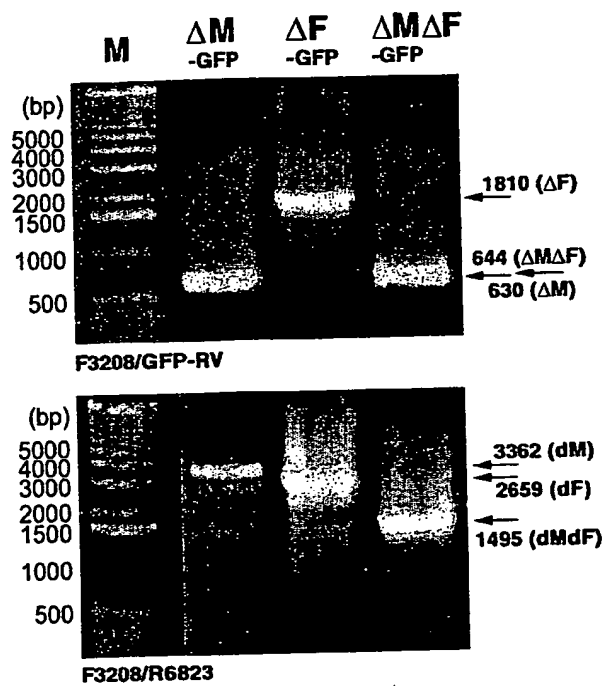 M
ΔM
-GFP
ΔF
-GFP
ΔMΔF
-GFP
(bp)
5000
4000
3000
2000
1500
1000
500
1810 (ΔF)
644 (ΔMΔF)
630 (ΔM)
F3208/GFP-RV
(bp)
5000
4000
3000
2000
1500
1000
500
3362 (dM)
2659 (dF)
1495 (dMdF)
F3208/R6823